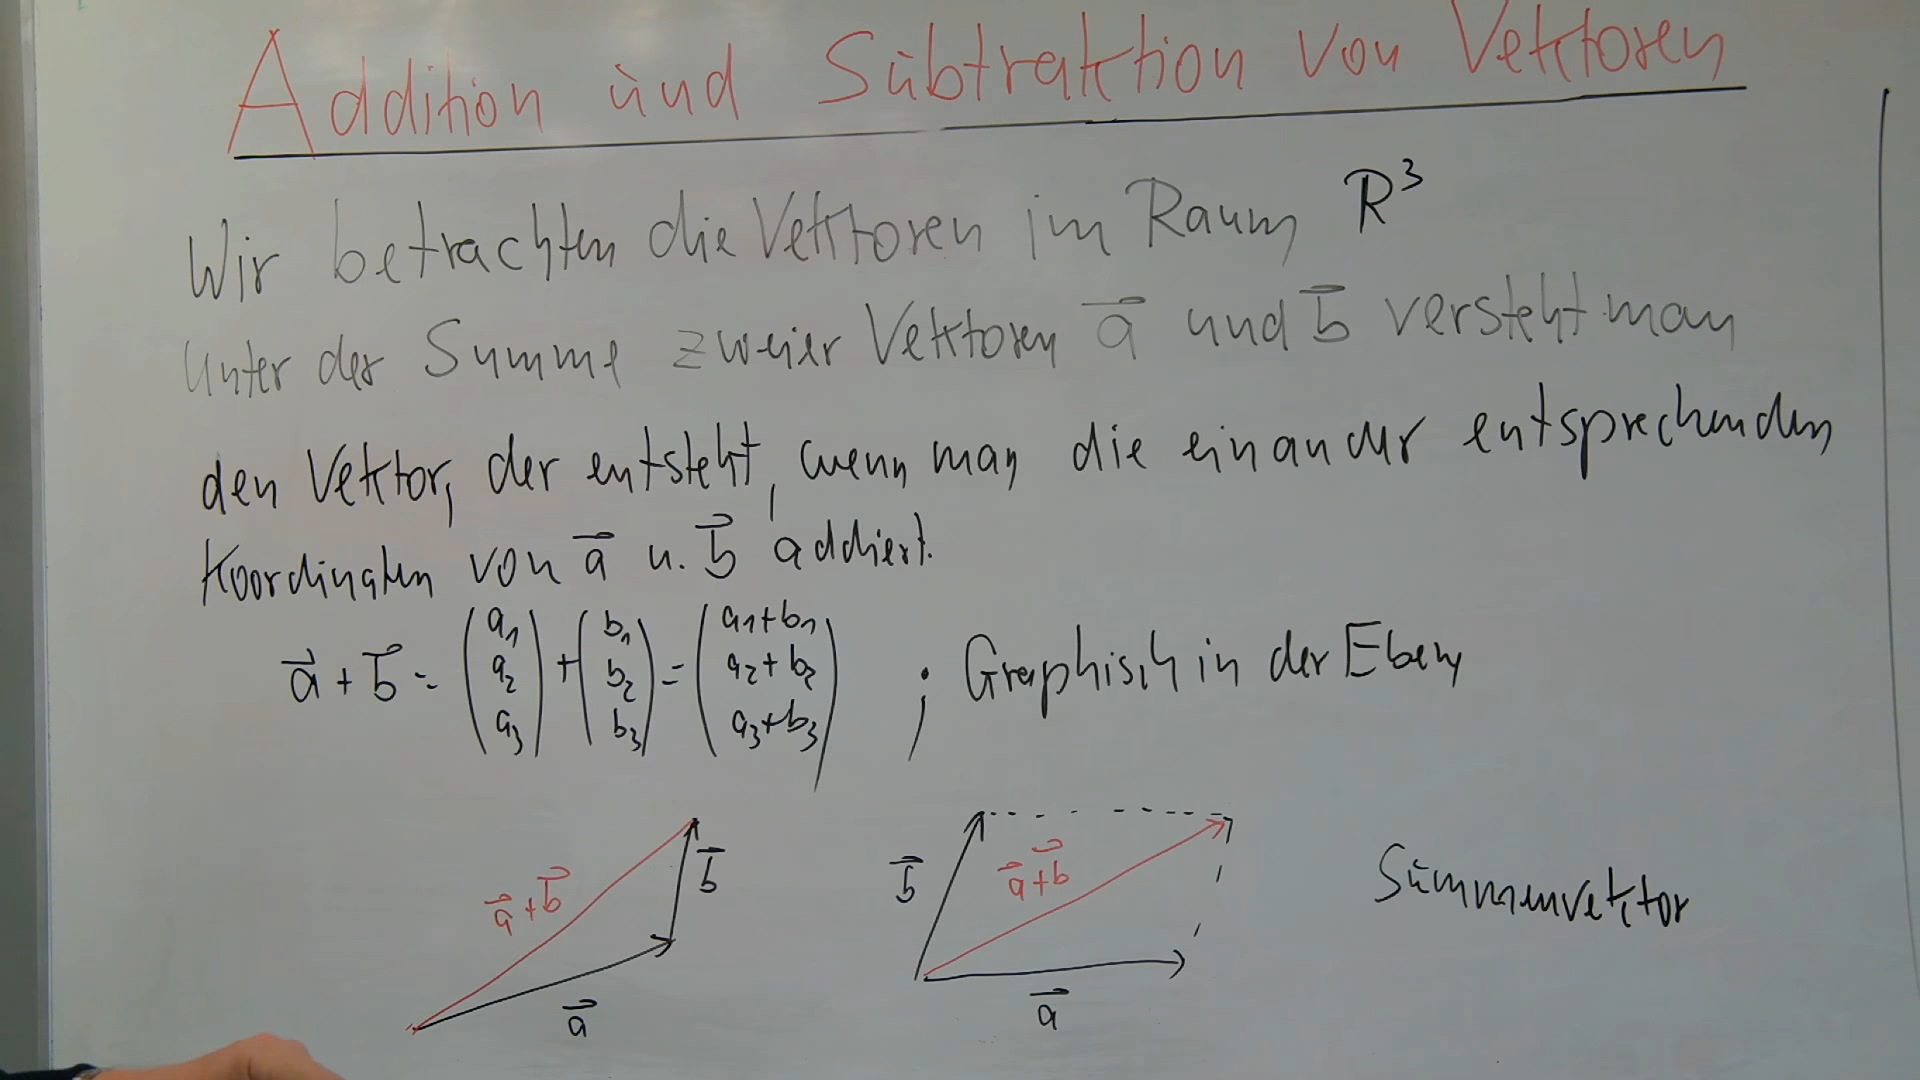 Addition und Subtraktion von Vektoren
Wir betrachten die Vektoren im Raum R³
Unter der Summe zweier Vektoren a⃗ und b⃗ versteht man
den Vektor, der entsteht, wenn man die einander entsprechenden
Koordinaten von a⃗ u. b⃗ addiert.
a⃗ + b⃗ = (a₁ a₂ a₃) + (b₁ b₂ b₃) = (a₁+b₁ a₂+b₂ a₃+b₃) ; Graphisch in der Ebene
a⃗+b⃗ b⃗ a⃗
b⃗ a⃗+b⃗ a⃗
Summenvektor